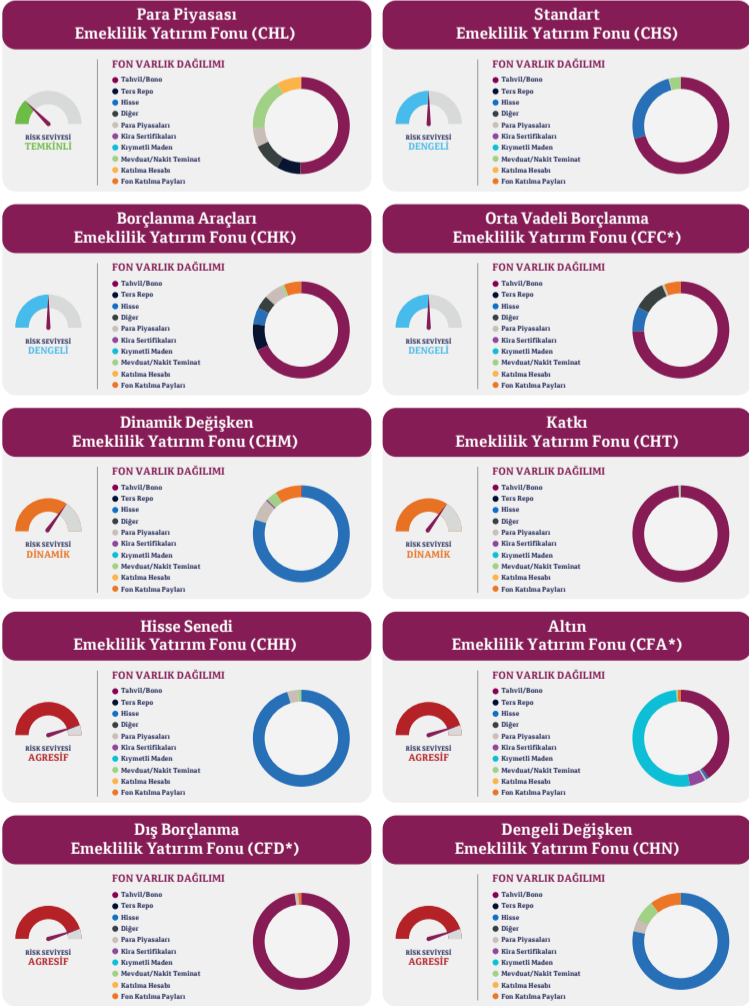 Para Piyasası
Emeklilik Yatırım Fonu (CHL)
RİSK SEVİYESİ
TEMKİNLİ
FON VARLIK DAĞILIMI
Tahvil/Bono
Ters Repo
Hisse
Diğer
Para Piyasaları
Kira Sertifikaları
Kıymetli Maden
Mevduat/Nakit Teminat
Katılma Hesabı
Fon Katılma Payları
Standart
Emeklilik Yatırım Fonu (CHS)
RİSK SEVİYESİ
DENGELİ
FON VARLIK DAĞILIMI
Tahvil/Bono
Ters Repo
Hisse
Diğer
Para Piyasaları
Kira Sertifikaları
Kıymetli Maden
Mevduat/Nakit Teminat
Katılma Hesabı
Fon Katılma Payları
Borçlanma Araçları
Emeklilik Yatırım Fonu (CHK)
RİSK SEVİYESİ
DENGELİ
FON VARLIK DAĞILIMI
Tahvil/Bono
Ters Repo
Hisse
Diğer
Para Piyasaları
Kira Sertifikaları
Kıymetli Maden
Mevduat/Nakit Teminat
Katılma Hesabı
Fon Katılma Payları
Orta Vadeli Borçlanma
Emeklilik Yatırım Fonu (CFC*)
RİSK SEVİYESİ
DENGELİ
FON VARLIK DAĞILIMI
Tahvil/Bono
Ters Repo
Hisse
Diğer
Para Piyasaları
Kira Sertifikaları
Kıymetli Maden
Mevduat/Nakit Teminat
Katılma Hesabı
Fon Katılma Payları
Dinamik Değişken
Emeklilik Yatırım Fonu (CHM)
RİSK SEVİYESİ
DİNAMİK
FON VARLIK DAĞILIMI
Tahvil/Bono
Ters Repo
Hisse
Diğer
Para Piyasaları
Kira Sertifikaları
Kıymetli Maden
Mevduat/Nakit Teminat
Katılma Hesabı
Fon Katılma Payları
Katkı
Emeklilik Yatırım Fonu (CHT)
RİSK SEVİYESİ
DİNAMİK
FON VARLIK DAĞILIMI
Tahvil/Bono
Ters Repo
Hisse
Diğer
Para Piyasaları
Kira Sertifikaları
Kıymetli Maden
Mevduat/Nakit Teminat
Katılma Hesabı
Fon Katılma Payları
Hisse Senedi
Emeklilik Yatırım Fonu (CHH)
RİSK SEVİYESİ
AGRESİF
FON VARLIK DAĞILIMI
Tahvil/Bono
Ters Repo
Hisse
Diğer
Para Piyasaları
Kira Sertifikaları
Kıymetli Maden
Mevduat/Nakit Teminat
Katılma Hesabı
Fon Katılma Payları
Altın
Emeklilik Yatırım Fonu (CFA*)
RİSK SEVİYESİ
AGRESİF
FON VARLIK DAĞILIMI
Tahvil/Bono
Ters Repo
Hisse
Diğer
Para Piyasaları
Kira Sertifikaları
Kıymetli Maden
Mevduat/Nakit Teminat
Katılma Hesabı
Fon Katılma Payları
Dış Borçlanma
Emeklilik Yatırım Fonu (CFD*)
RİSK SEVİYESİ
AGRESİF
FON VARLIK DAĞILIMI
Tahvil/Bono
Ters Repo
Hisse
Diğer
Para Piyasaları
Kira Sertifikaları
Kıymetli Maden
Mevduat/Nakit Teminat
Katılma Hesabı
Fon Katılma Payları
Dengeli Değişken
Emeklilik Yatırım Fonu (CHN)
RİSK SEVİYESİ
AGRESİF
FON VARLIK DAĞILIMI
Tahvil/Bono
Ters Repo
Hisse
Diğer
Para Piyasaları
Kira Sertifikaları
Kıymetli Maden
Mevduat/Nakit Teminat
Katılma Hesabı
Fon Katılma Payları